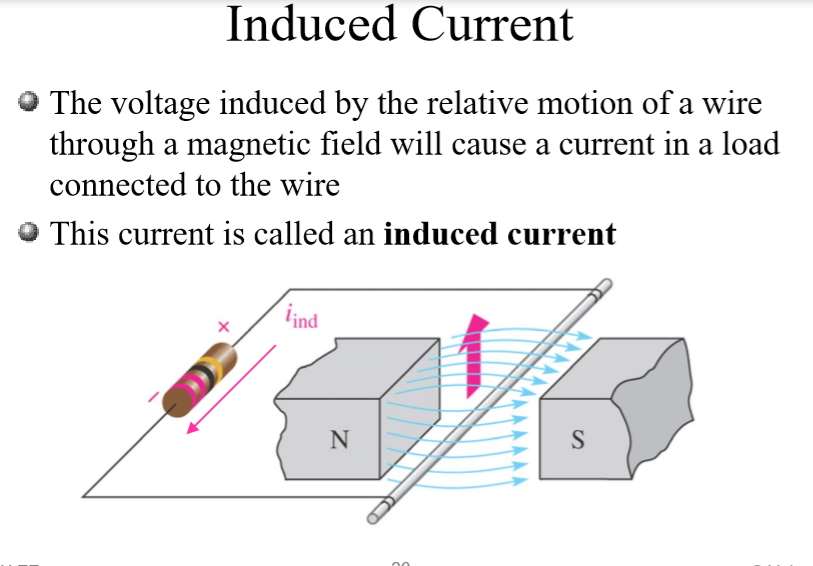 Induced Current
The voltage induced by the relative motion of a wire
through a magnetic field will cause a current in a load
connected to the wire
This current is called an induced current
+
i ind
−
N
S